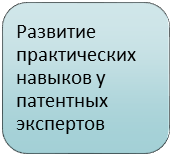 Развитие
практических
навыков у
патентных
экспертов